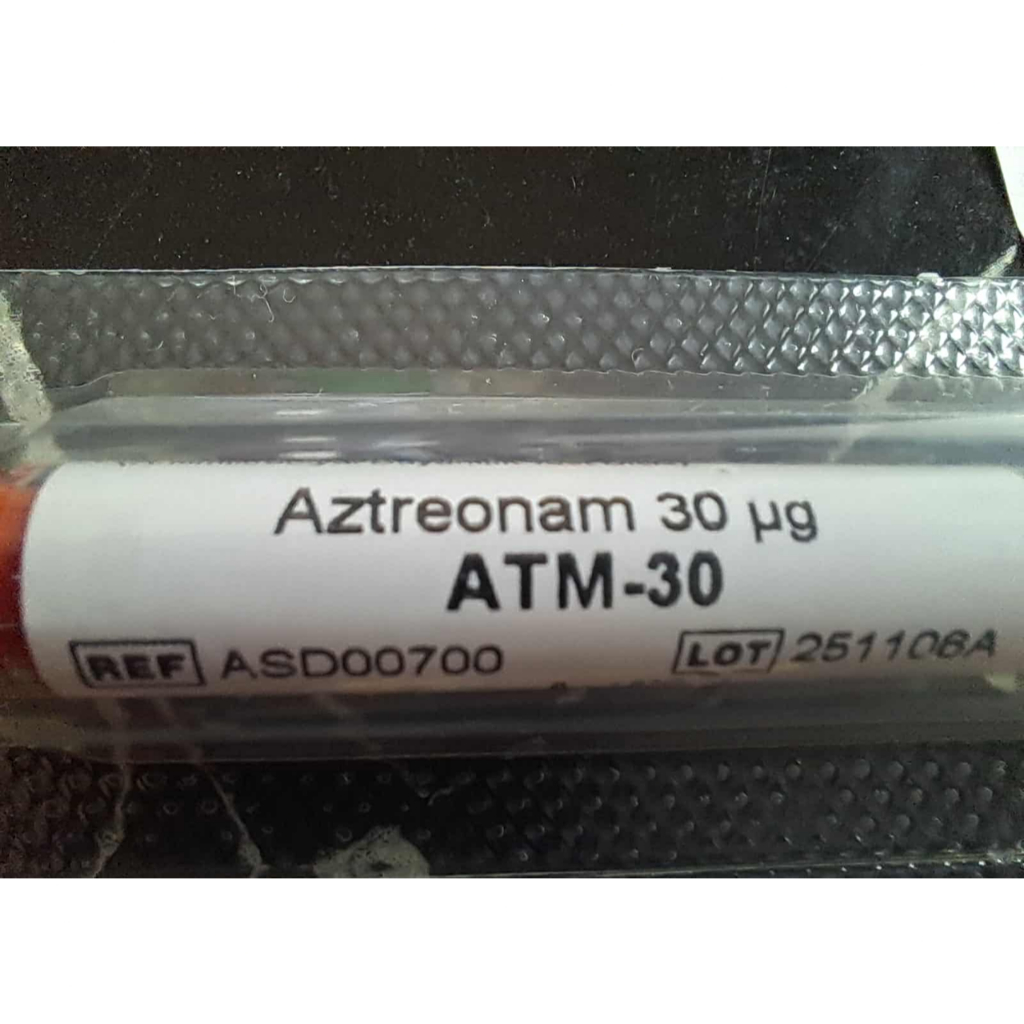 Aztreonam 30 µg
ATM-30
REF ASD00700
LOT 251106A